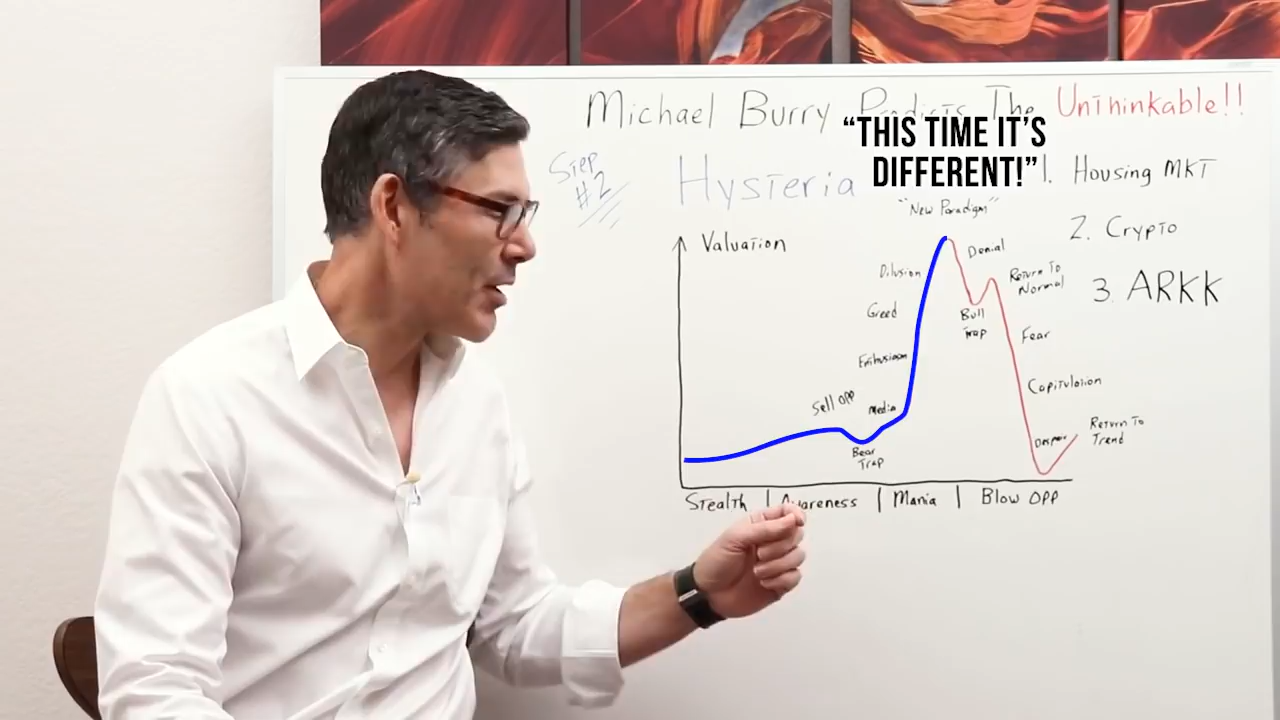 Michael Burry Predicts The UnThinkable!!
"THIS TIME IT'S
DIFFERENT!"
STep
#2
Hysteria
1. Housing MKT
2. Crypto
3. ARKK
"New Paradigm"
Valuation
Denial
Dilusion
Return To
Normal
Greed
Bull
Trap
Fear
Enthusiasm
Capitulation
Sell OPP
Media
Bear
Trap
Despair
Return To
Trend
Stealth | Awareness | Mania | Blow OPP